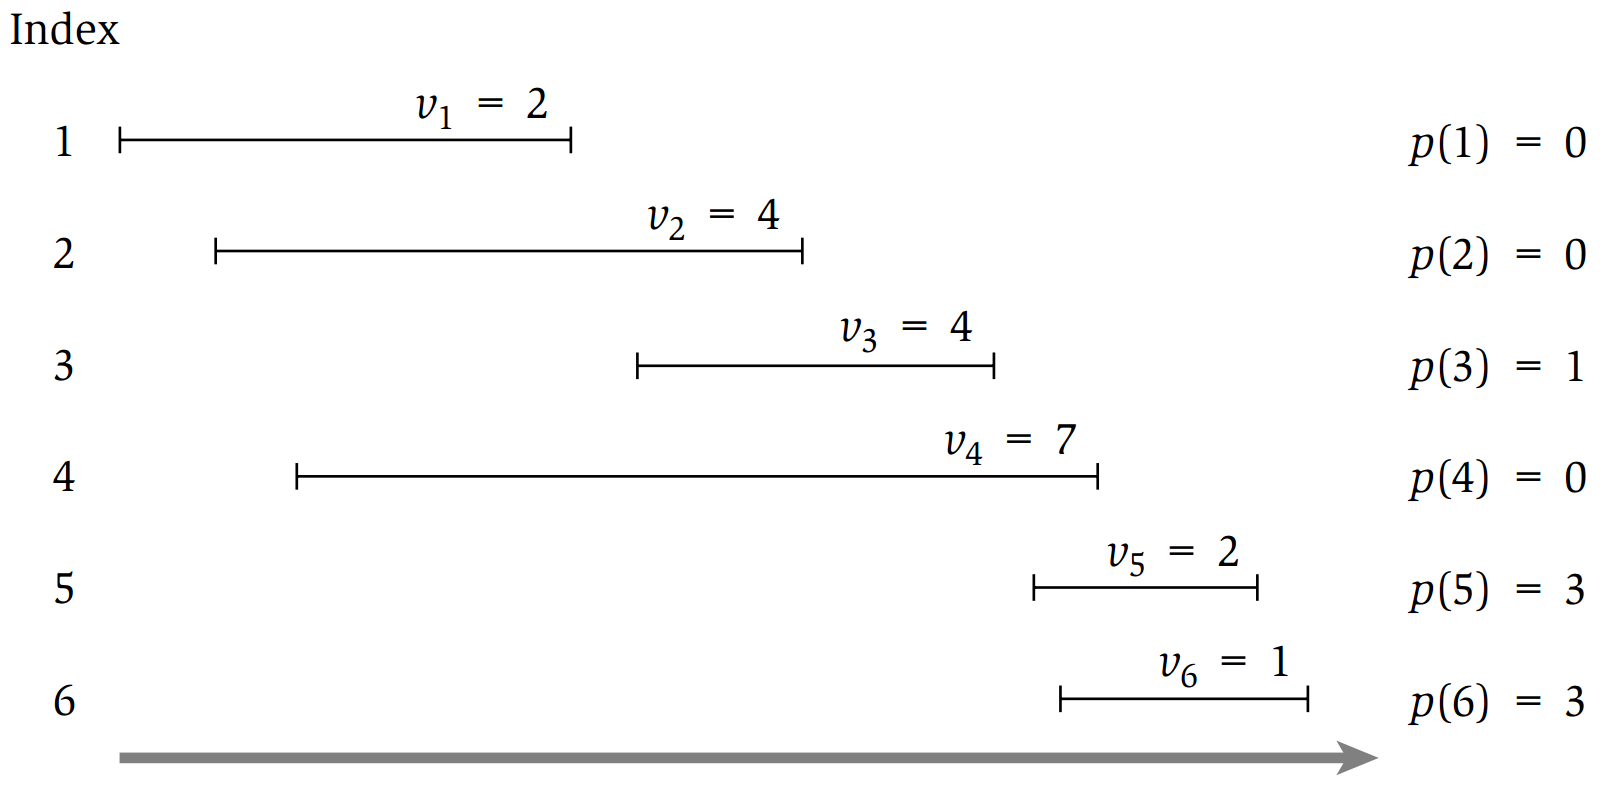 Index
v₁ = 2
1 p(1) = 0
v₂ = 4
2 p(2) = 0
v₃ = 4
3 p(3) = 1
v₄ = 7
4 p(4) = 0
v₅ = 2
5 p(5) = 3
v₆ = 1
6 p(6) = 3